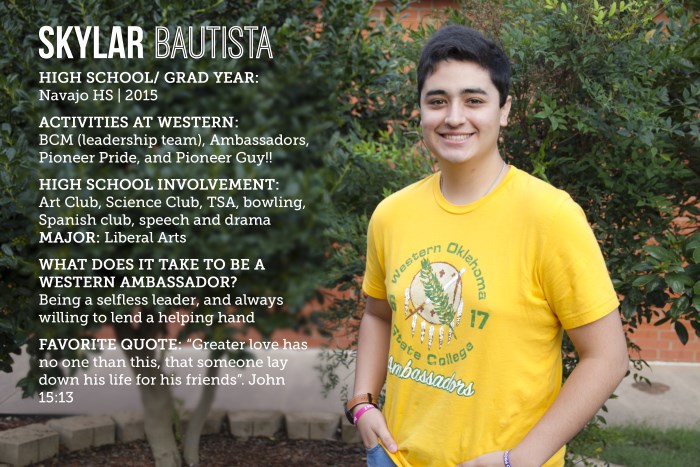 SKYLAR BAUTISTA
HIGH SCHOOL/ GRAD YEAR:
Navajo HS | 2015
ACTIVITIES AT WESTERN:
BCM (leadership team), Ambassadors,
Pioneer Pride, and Pioneer Guy!!
HIGH SCHOOL INVOLVEMENT:
Art Club, Science Club, TSA, bowling,
Spanish club, speech and drama
MAJOR: Liberal Arts
WHAT DOES IT TAKE TO BE A
WESTERN AMBASSADOR?
Being a selfless leader, and always
willing to lend a helping hand
FAVORITE QUOTE: “Greater love has
no one than this, that someone lay
down his life for his friends”. John
15:13
Western Oklahoma
17
State College
Ambassadors